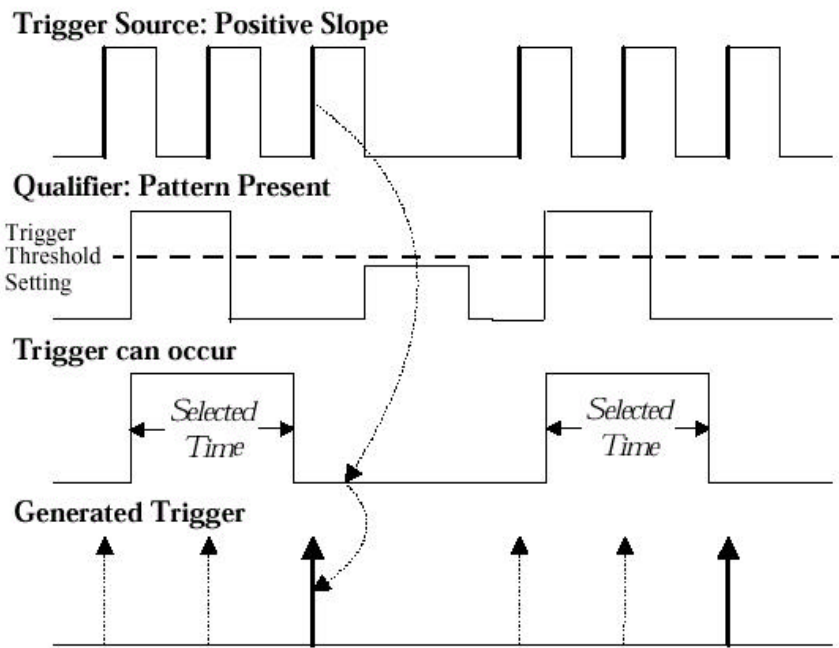 Trigger Source: Positive Slope
Qualifier: Pattern Present
Trigger
Threshold
Setting
Trigger can occur
Selected
Time
Selected
Time
Generated Trigger